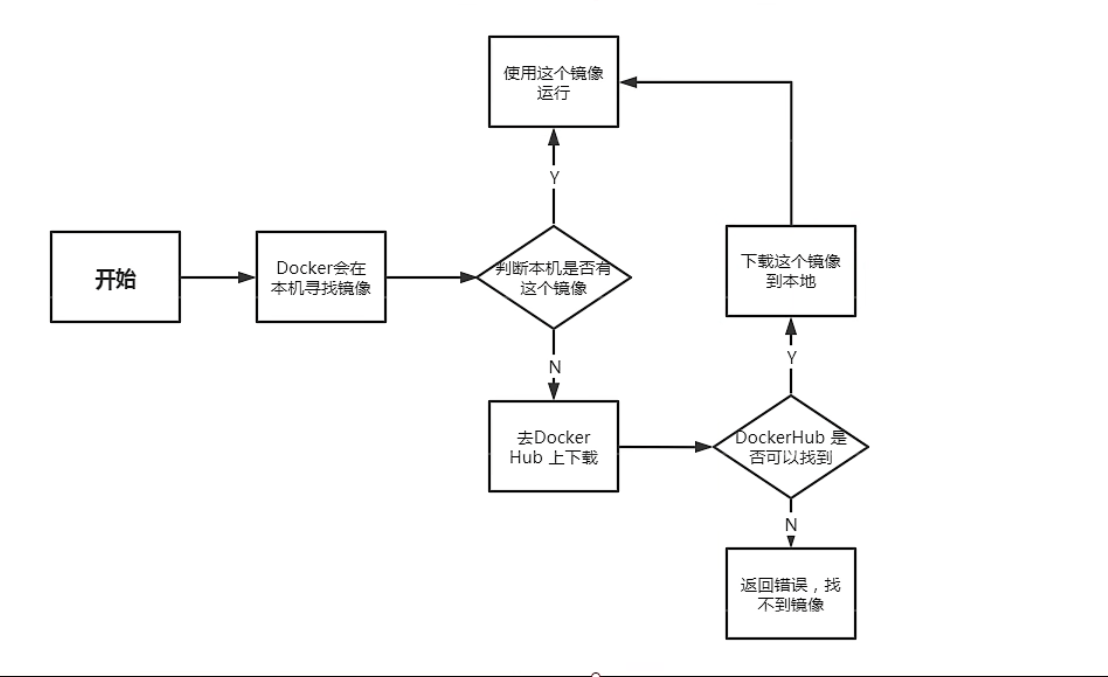 使用这个镜像
运行
Y
开始
Docker会在
本机寻找镜像
判断本机是否有
这个镜像
下载这个镜像
到本地
N
Y
去Docker
Hub 上下载
DockerHub 是
否可以找到
N
返回错误，找
不到镜像